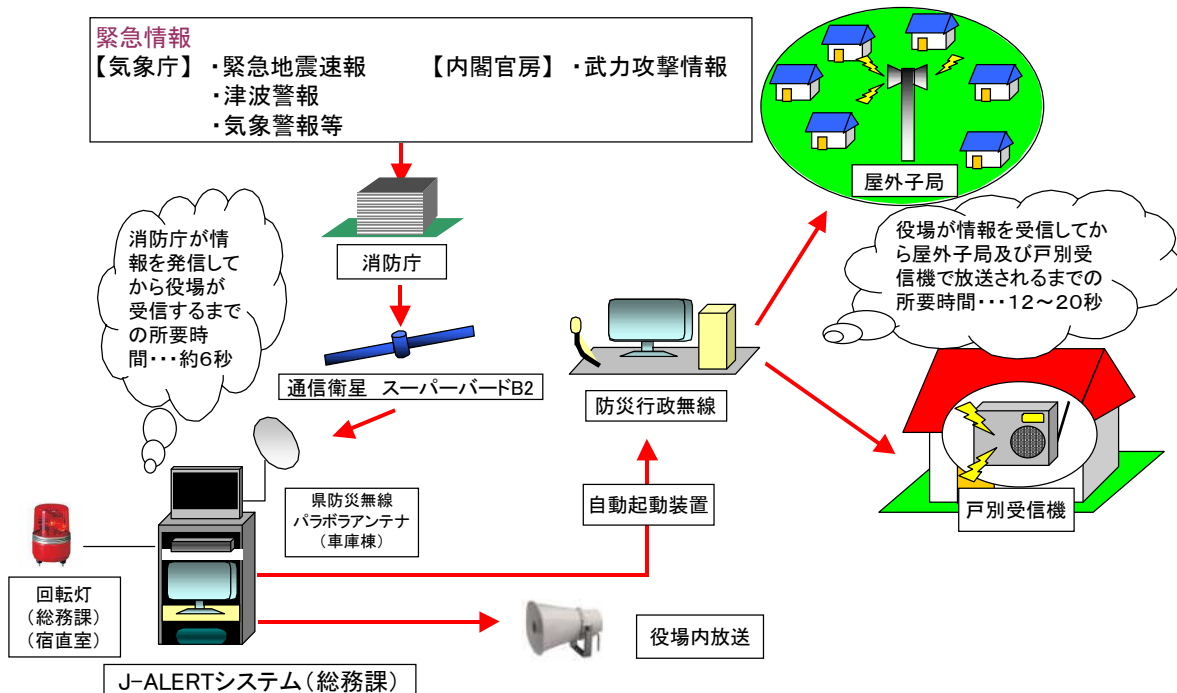 緊急情報
【気象庁】 ・緊急地震速報　【内閣官房】 ・武力攻撃情報
・津波警報
・気象警報等
屋外子局
消防庁が情
報を発信して
から役場が
受信するまで
の所要時
間・・・約6秒
消防庁
役場が情報を受信してか
ら屋外子局及び戸別受
信機で放送されるまでの
所要時間・・・12～20秒
通信衛星　スーパーバードB2
防災行政無線
県防災無線
パラボラアンテナ
（車庫棟）
自動起動装置
戸別受信機
回転灯
（総務課）
（宿直室）
役場内放送
J-ALERTシステム（総務課）